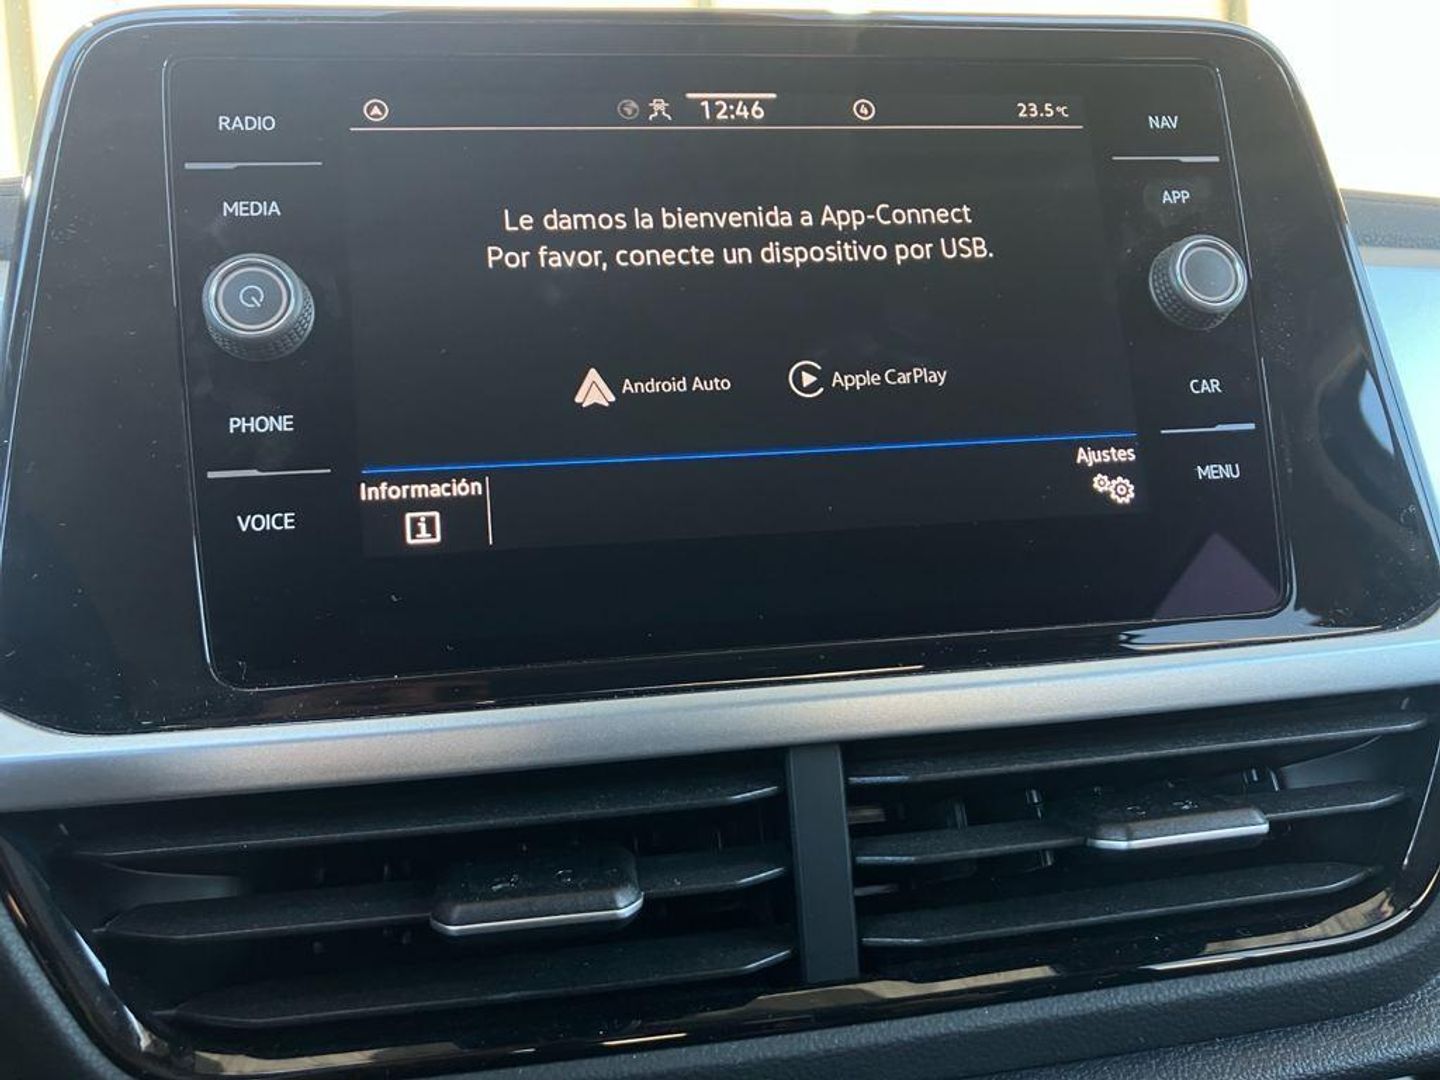 RADIO
MEDIA
PHONE
VOICE
12:46
4
23.5°C
Le damos la bienvenida a App-Connect
Por favor, conecte un dispositivo por USB.
Android Auto
Apple CarPlay
Información
i
Ajustes
NAV
APP
CAR
MENU